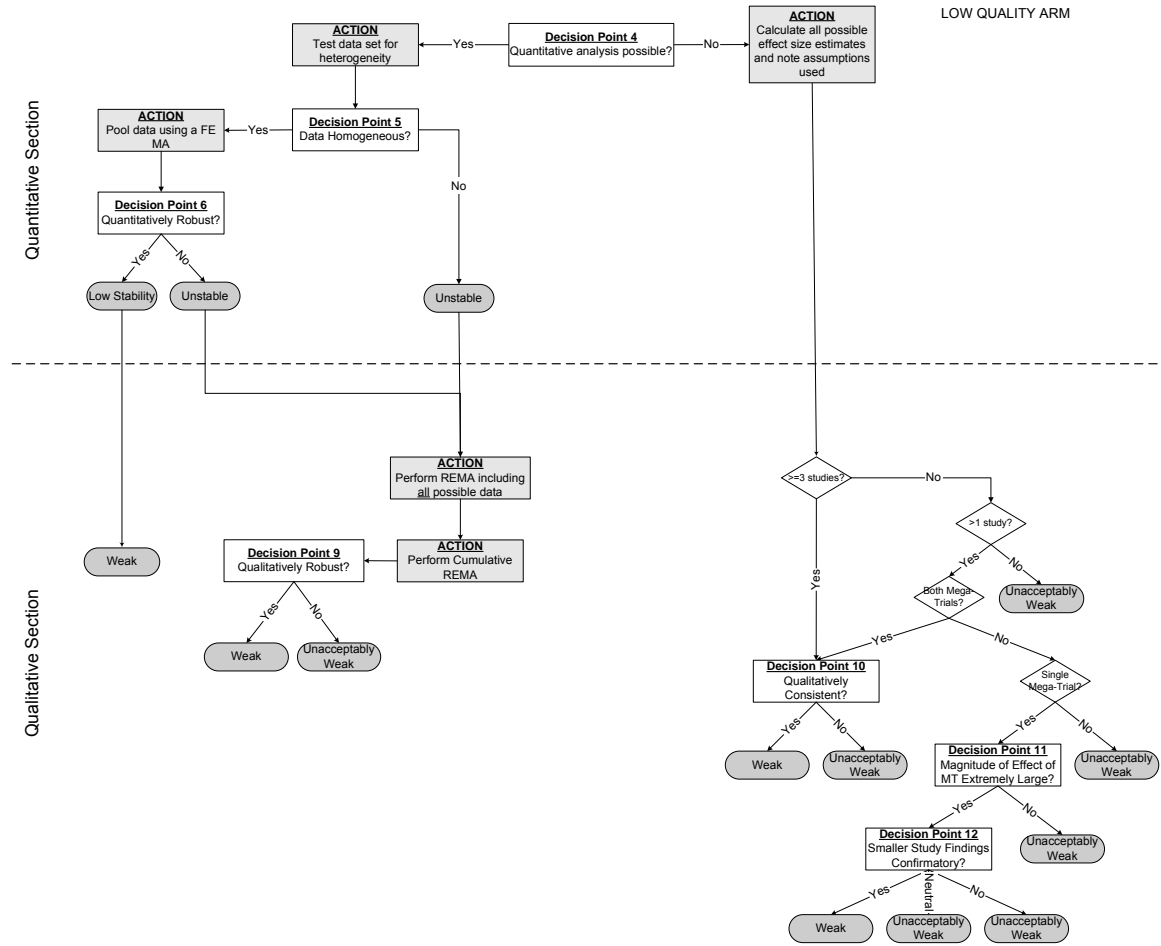 LOW QUALITY ARM
ACTION
Test data set for
heterogeneity
Yes
Decision Point 4
Quantitative analysis possible?
No
ACTION
Calculate all possible
effect size estimates
and note assumptions
used
Quantitative Section
ACTION
Pool data using a FE
MA
Yes
Decision Point 5
Data Homogeneous?
No
Decision Point 6
Quantitatively Robust?
Yes
No
Low Stability
Unstable
Unstable
Qualitative Section
ACTION
Perform REMA including
all possible data
>=3 studies?
No
>1 study?
Weak
Decision Point 9
Qualitatively Robust?
ACTION
Perform Cumulative
REMA
Yes
No
Weak
Unacceptably
Weak
Yes
Yes
No
Both Mega-
Trials?
Unacceptably
Weak
Yes
No
Decision Point 10
Qualitatively
Consistent?
Single
Mega-Trial?
Yes
No
Weak
Unacceptably
Weak
Yes
No
Decision Point 11
Magnitude of Effect of
MT Extremely Large?
Unacceptably
Weak
Yes
No
Decision Point 12
Smaller Study Findings
Confirmatory?
Unacceptably
Weak
Yes
Neutral
No
Weak
Unacceptably
Weak
Unacceptably
Weak